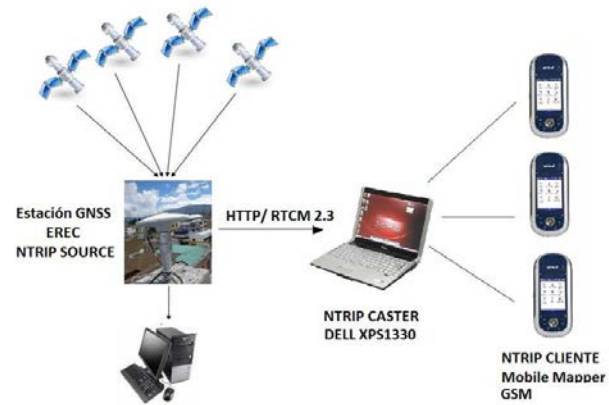 Estación GNSS
EREC
NTRIP SOURCE
HTTP/ RTCM 2.3
NTRIP CASTER
DELL XPS1330
NTRIP CLIENTE
Mobile Mapper
GSM